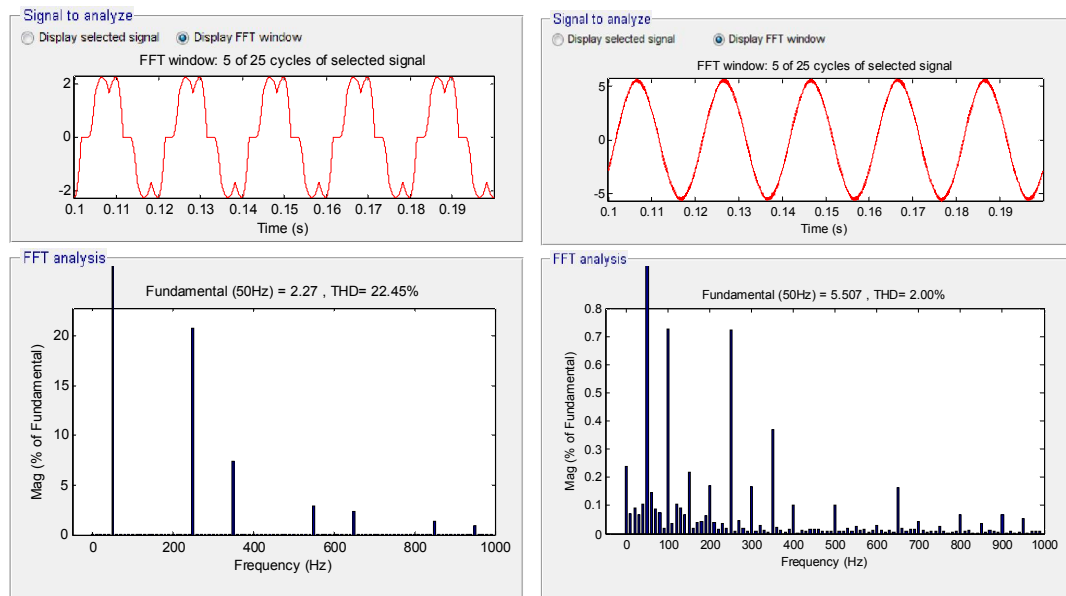 Signal to analyze
Display selected signal Display FFT window
FFT window: 5 of 25 cycles of selected signal
2
0
-2
0.1 0.11 0.12 0.13 0.14 0.15 0.16 0.17 0.18 0.19
Time (s)
FFT analysis
Fundamental (50Hz) = 2.27 , THD= 22.45%
20
15
10
5
0
Mag (% of Fundamental)
0 200 400 600 800 1000
Frequency (Hz)
Signal to analyze
Display selected signal Display FFT window
FFT window: 5 of 25 cycles of selected signal
5
0
-5
0.1 0.11 0.12 0.13 0.14 0.15 0.16 0.17 0.18 0.19
Time (s)
FFT analysis
Fundamental (50Hz) = 5.507 , THD= 2.00%
0.8
0.7
0.6
0.5
0.4
0.3
0.2
0.1
0
Mag (% of Fundamental)
0 100 200 300 400 500 600 700 800 900 1000
Frequency (Hz)